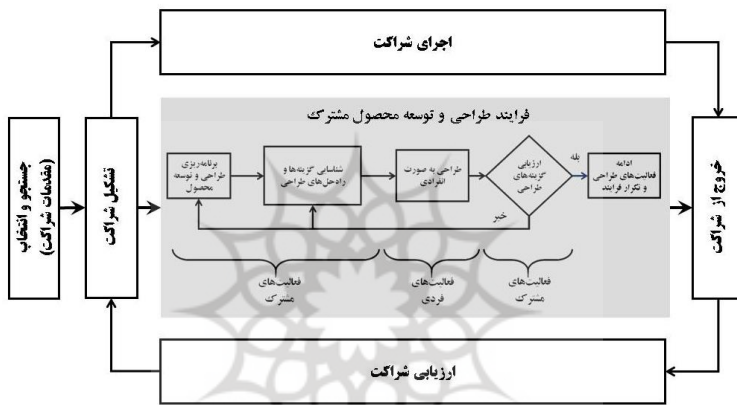 اجرای شراکت
جستجو و انتخاب
(مقدمات شراکت)
تشکیل شراکت
فرایند طراحی و توسعه محصول مشترک
برنامه‌ریزی
طراحی و توسعه
محصول
شناسایی گزینه‌ها و
راه‌حل‌های طراحی
طراحی به صورت
انفرادی
ارزیابی
گزینه‌های
طراحی
بله
ادامه
فعالیت‌های طراحی
و تکرار فرایند
خیر
فعالیت‌های
مشترک
فعالیت‌های
فردی
فعالیت‌های
مشترک
خروج از شراکت
ارزیابی شراکت